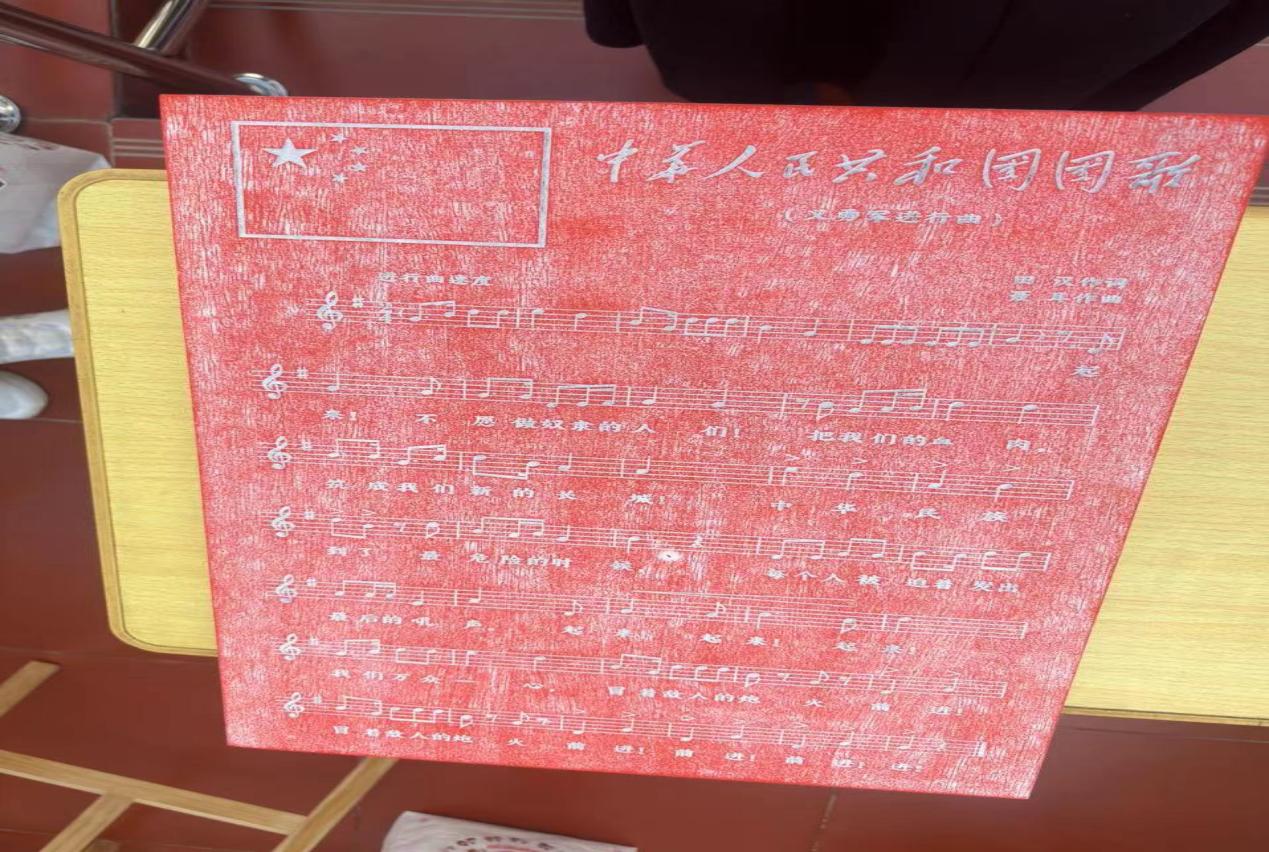 中华人民共和国国歌
（义勇军进行曲）
进行曲速度
田 汉作词
聂 耳作曲
起
来！ 不 愿 做奴隶的人 们！ 把我们的血 肉，
筑 成我们 新 的 长 城！ 中 华 民 族
到了 最 危 险的时 候， 每个人被 迫着 发出
最后的 吼 声。 起 来！ 起 来！ 起 来！
我 们 万 众 一 心， 冒 着敌人的炮 火 前 进！
冒 着敌人的炮 火 前 进！ 前 进！ 前 进！ 进！